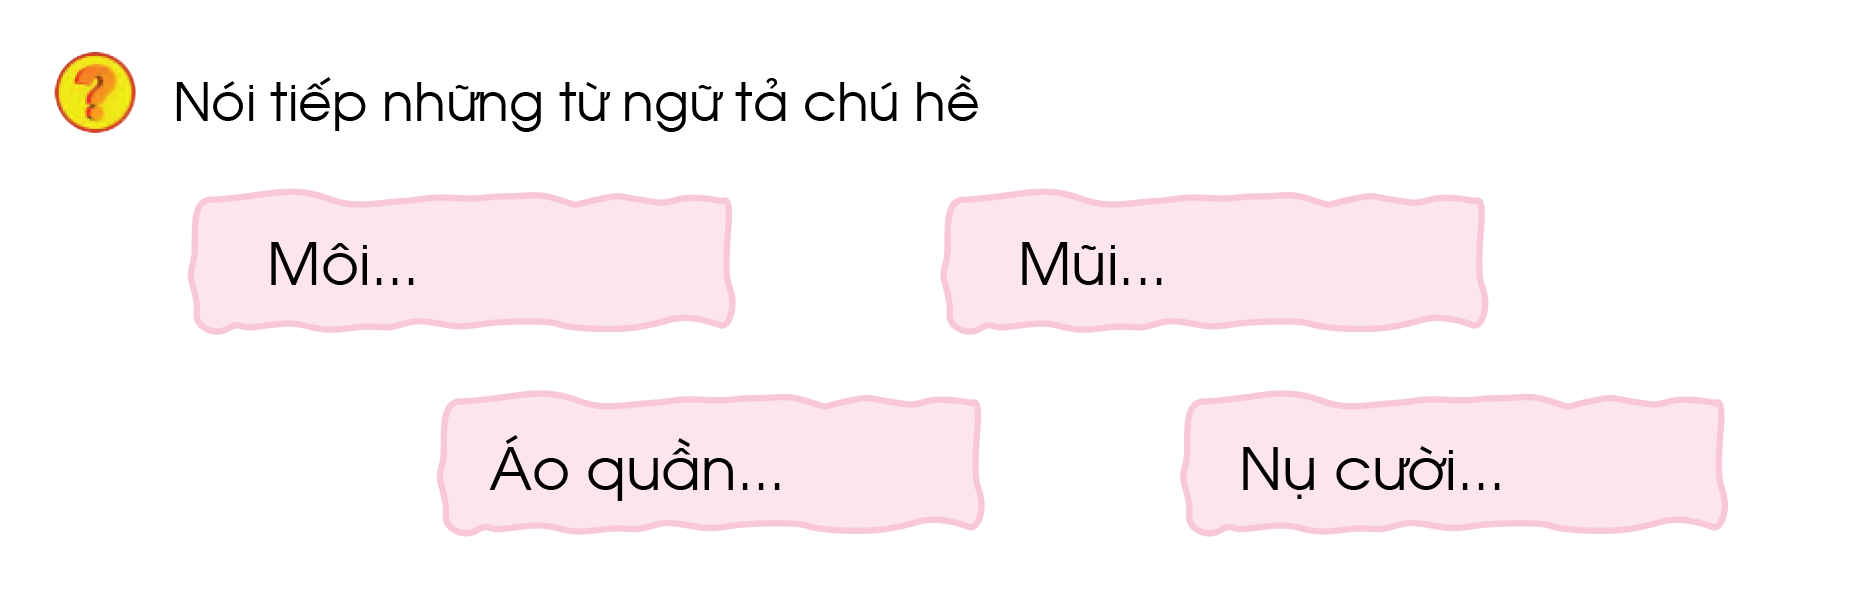 ?
Nói tiếp những từ ngữ tả chú hề
Môi...
Mũi...
Áo quần...
Nụ cười...